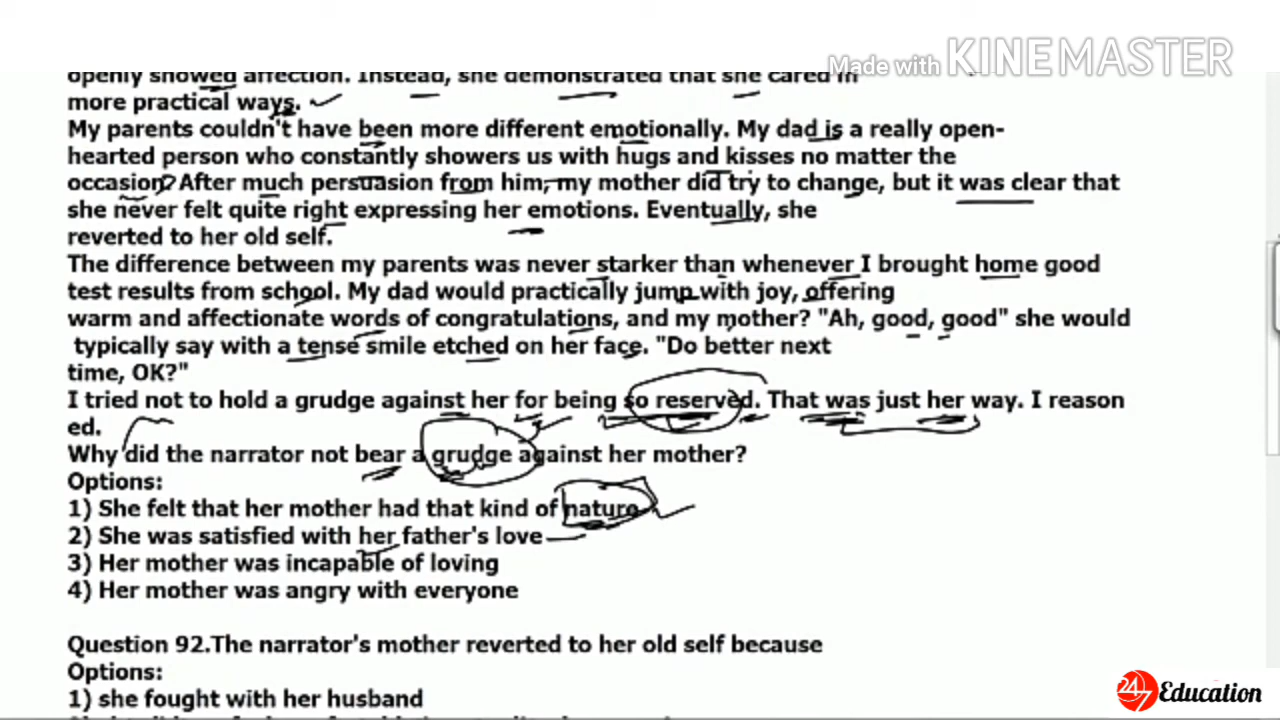 Made with KINEMASTER
openly showed affection. Instead, she demonstrated that she cared in
more practical ways.
My parents couldn't have been more different emotionally. My dad is a really open-
hearted person who constantly showers us with hugs and kisses no matter the
occasion? After much persuasion from him, my mother did try to change, but it was clear that
she never felt quite right expressing her emotions. Eventually, she
reverted to her old self.
The difference between my parents was never starker than whenever I brought home good
test results from school. My dad would practically jump with joy, offering
warm and affectionate words of congratulations, and my mother? "Ah, good, good" she would
typically say with a tense smile etched on her face. "Do better next
time, OK?"
I tried not to hold a grudge against her for being so reserved. That was just her way. I reason
ed.
Why did the narrator not bear a grudge against her mother?
Options:
1) She felt that her mother had that kind of nature
2) She was satisfied with her father's love
3) Her mother was incapable of loving
4) Her mother was angry with everyone
Question 92.The narrator's mother reverted to her old self because
Options:
1) she fought with her husband
24/7 Education